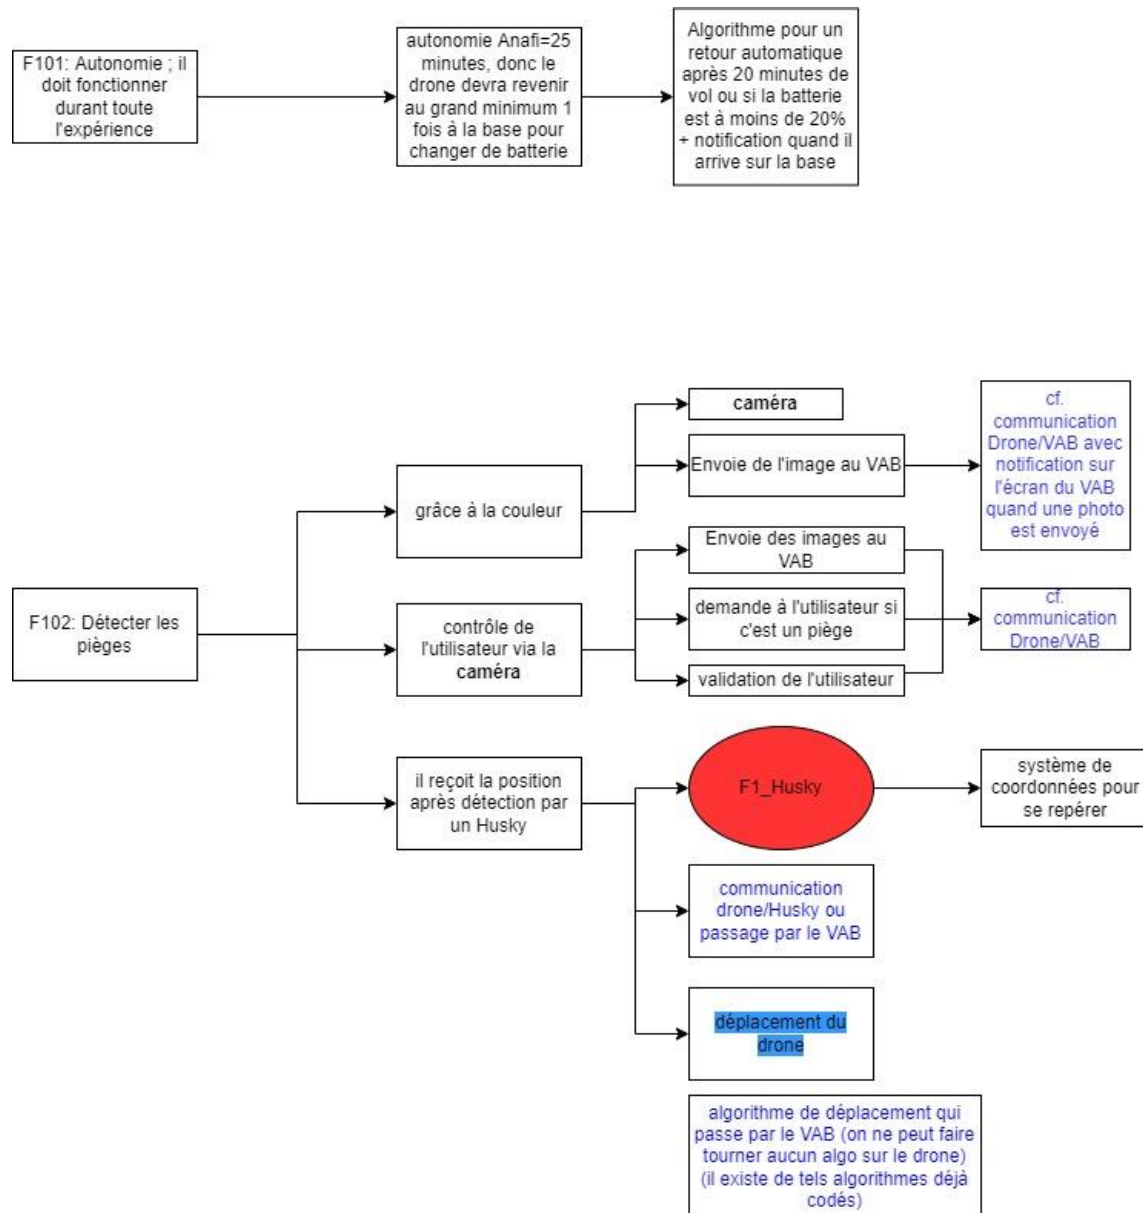 F101: Autonomie ; il
doit fonctionner
durant toute
l'expérience
autonomie Anafi=25
minutes, donc le
drone devra revenir
au grand minimum 1
fois à la base pour
changer de batterie
Algorithme pour un
retour automatique
après 20 minutes de
vol ou si la batterie
est à moins de 20%
+ notification quand il
arrive sur la base
F102: Détecter les
pièges
grâce à la couleur
caméra
Envoie de l'image au VAB
cf.
communication
Drone/VAB avec
notification sur
l'écran du VAB
quand une photo
est envoyé
contrôle de
l'utilisateur via la
caméra
Envoie des images au
VAB
demande à l'utilisateur si
c'est un piège
validation de l'utilisateur
cf.
communication
Drone/VAB
il reçoit la position
après détection par
un Husky
F1_Husky
système de
coordonnées pour
se repérer
communication
drone/Husky ou
passage par le VAB
déplacement du
drone
algorithme de déplacement qui
passe par le VAB (on ne peut faire
tourner aucun algo sur le drone)
(il existe de tels algorithmes déjà
codés)